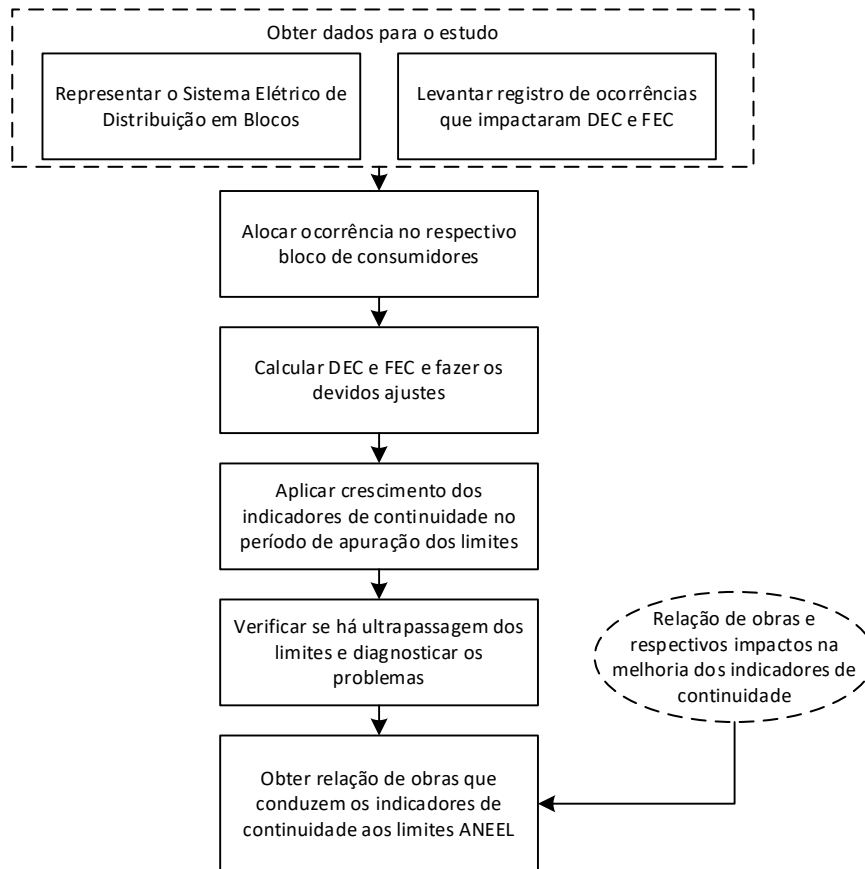 Obter dados para o estudo
Representar o Sistema Elétrico de
Distribuição em Blocos
Levantar registro de ocorrências
que impactaram DEC e FEC
Alocar ocorrência no respectivo
bloco de consumidores
Calcular DEC e FEC e fazer os
devidos ajustes
Aplicar crescimento dos
indicadores de continuidade no
período de apuração dos limites
Verificar se há ultrapassagem dos
limites e diagnosticar os
problemas
Relação de obras e
respectivos impactos na
melhoria dos indicadores de
continuidade
Obter relação de obras que
conduzem os indicadores de
continuidade aos limites ANEEL